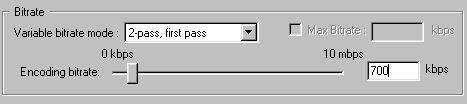 Bitrate
Variable bitrate mode : 2-pass, first pass Max Bitrate : kbps
0 kbps 10 mbps
Encoding bitrate: 700 kbps